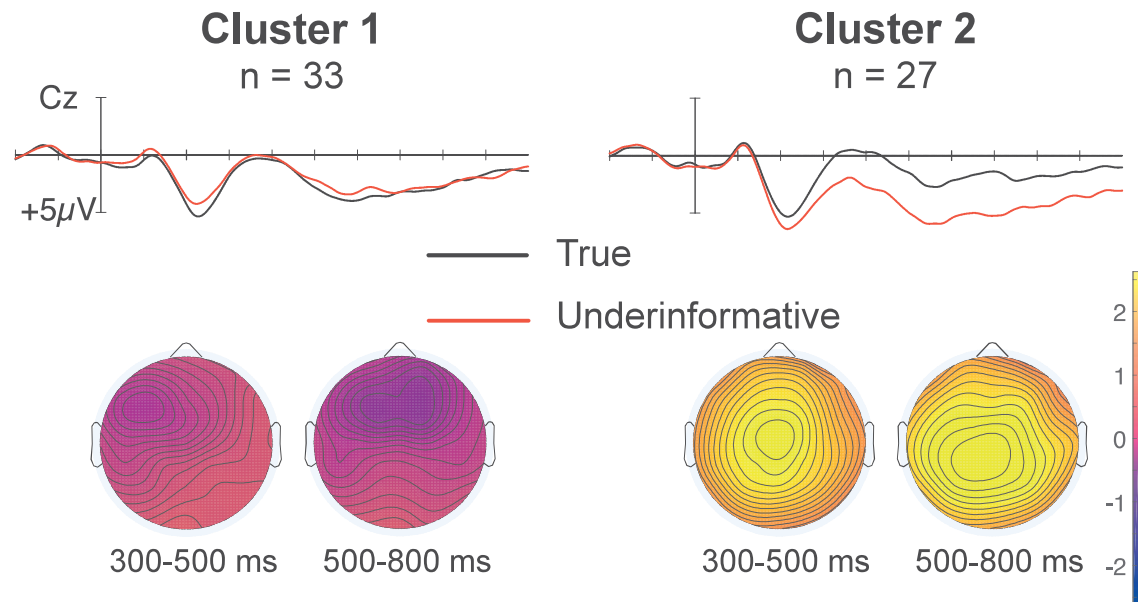 Cluster 1
n = 33
Cluster 2
n = 27
Cz
+5µV
True
Underinformative
300-500 ms
500-800 ms
300-500 ms
500-800 ms
2
1
0
-1
-2